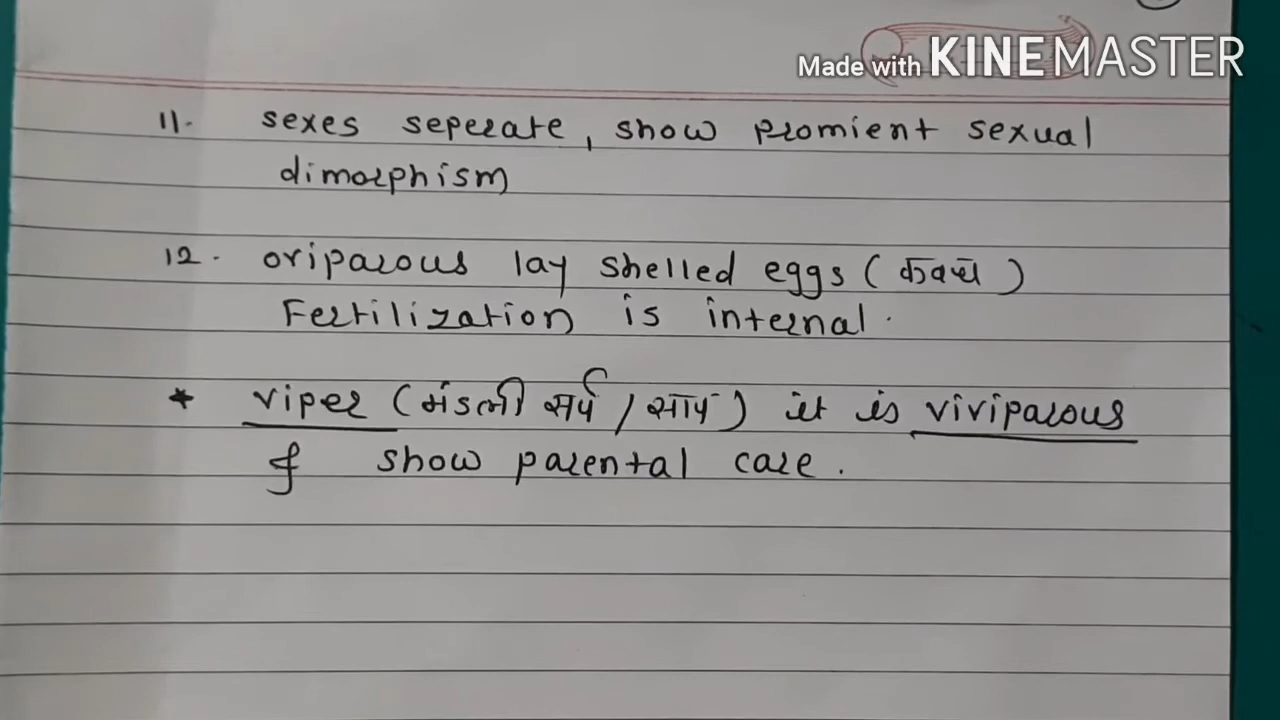 Made with KINEMASTER
11. sexes seperate, show promient sexual
dimorphism
12. oviparous lay shelled eggs (कवच)
Fertilization is internal.
* viper (मंडली सर्प / साप) it is viviparous
& show parental care.